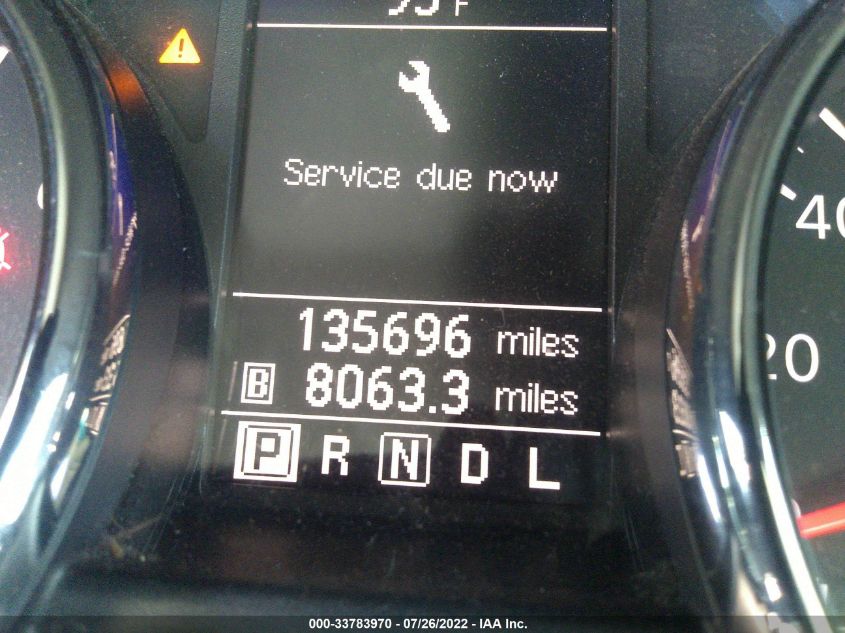 Service due now
135696 miles
B 8063.3 miles
P R N D L
40
20
000-33783970 / 07/26/2022 - IAA Inc.